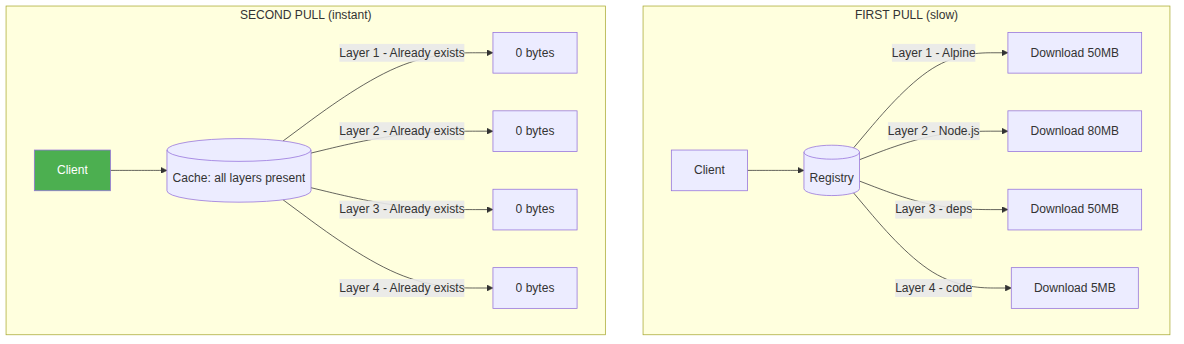 SECOND PULL (instant)
Client
Cache: all layers present
Layer 1 - Already exists
0 bytes
Layer 2 - Already exists
0 bytes
Layer 3 - Already exists
0 bytes
Layer 4 - Already exists
0 bytes
FIRST PULL (slow)
Client
Registry
Layer 1 - Alpine
Download 50MB
Layer 2 - Node.js
Download 80MB
Layer 3 - deps
Download 50MB
Layer 4 - code
Download 5MB